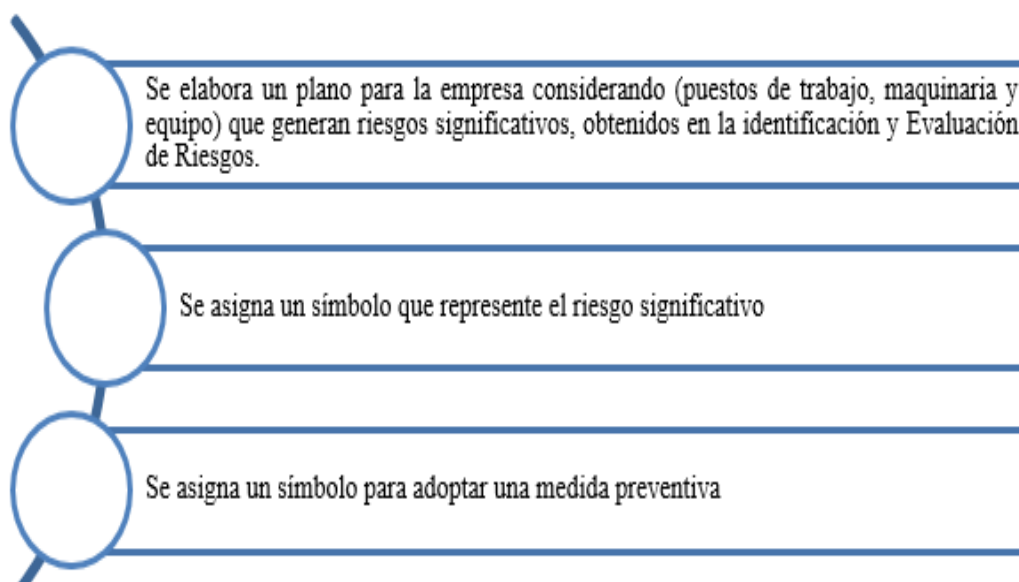 Se elabora un plano para la empresa considerando (puestos de trabajo, maquinaria y
equipo) que generan riesgos significativos, obtenidos en la identificación y Evaluación
de Riesgos.
Se asigna un símbolo que represente el riesgo significativo
Se asigna un símbolo para adoptar una medida preventiva